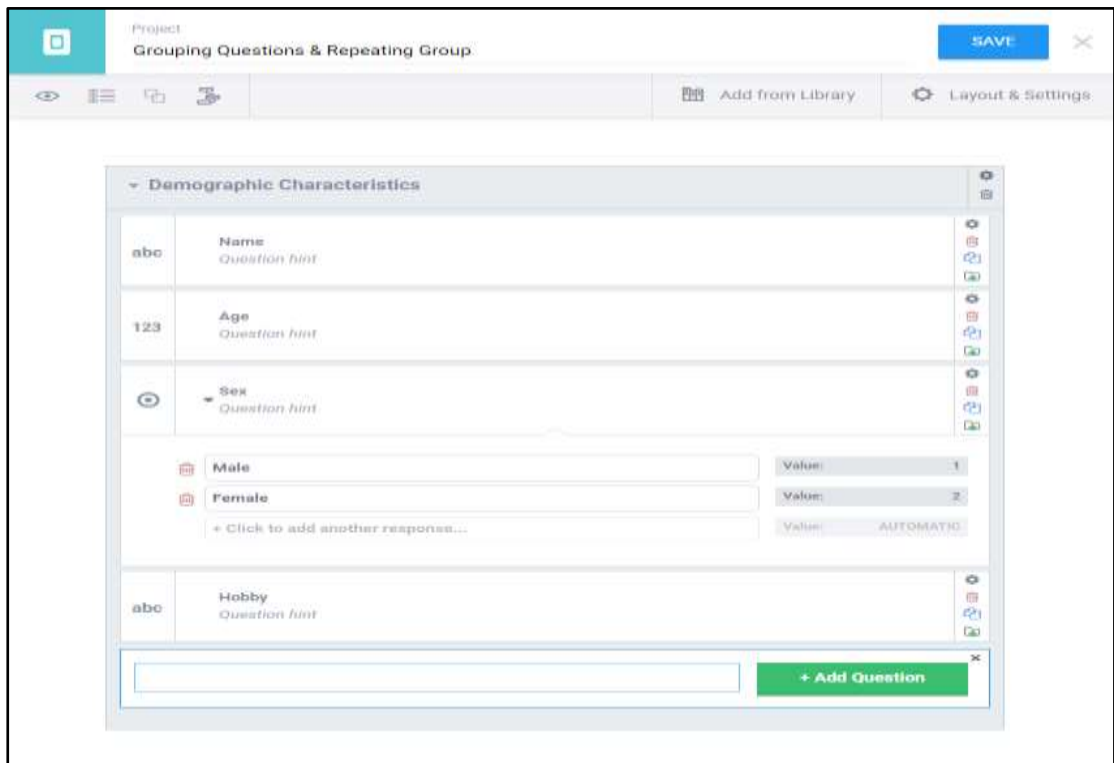 Project
Grouping Questions & Repeating Group
SAVE
Add from Library
Layout & Settings
Demographic Characteristics
abc
Name
Question hint
123
Age
Question hint
Sex
Question hint
Male
Value: 1
Female
Value: 2
+ Click to add another response...
Value: AUTOMATIC
abc
Hobby
Question hint
+ Add Question